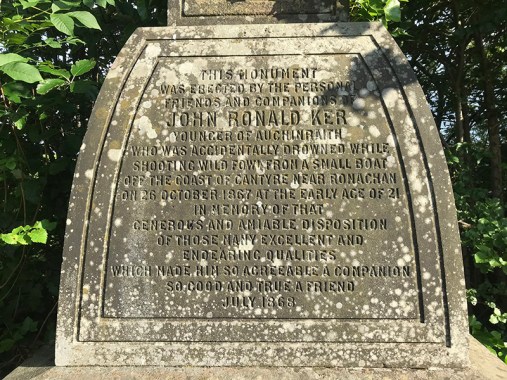 THIS MONUMENT
WAS ERECTED BY THE PERSONAL
FRIENDS AND COMPANIONS OF
JOHN RONALD KER
YOUNGER OF AUCHINRAITH
WHO WAS ACCIDENTALLY DROWNED WHILE
SHOOTING WILD FOWL FROM A SMALL BOAT
OFF THE COAST OF CANTYRE NEAR RONACHAN
ON 26 OCTOBER 1867 AT THE EARLY AGE OF 21
IN MEMORY OF THAT
GENEROUS AND AMIABLE DISPOSITION
OF THOSE MANY EXCELLENT AND
ENDEARING QUALITIES
WHICH MADE HIM SO AGREEABLE A COMPANION
SO GOOD AND TRUE A FRIEND
JULY 1868